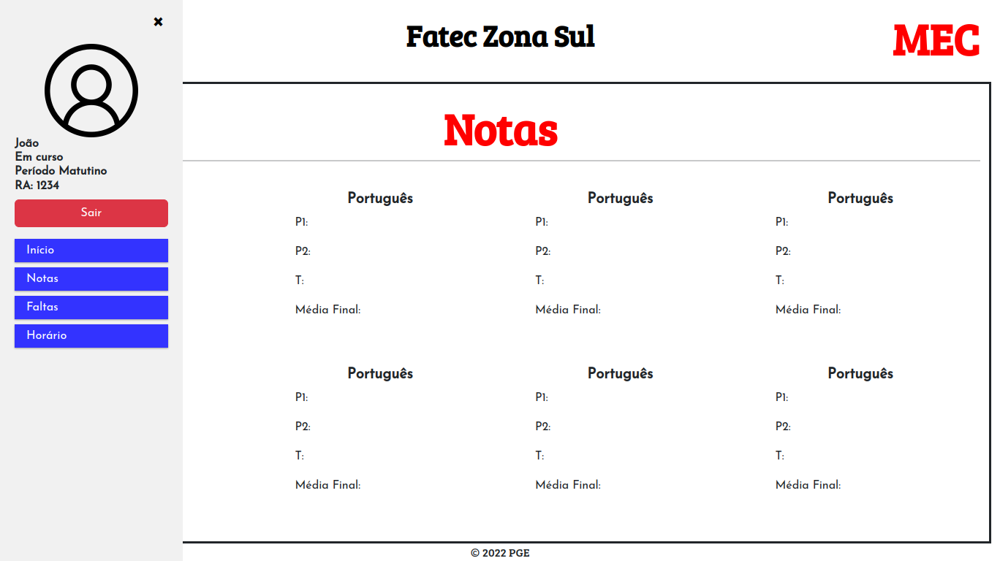 ✖
Fatec Zona Sul
MEC
João
Em curso
Período Matutino
RA: 1234
Sair
Início
Notas
Faltas
Horário
Notas
Português
P1:
P2:
T:
Média Final:
Português
P1:
P2:
T:
Média Final:
Português
P1:
P2:
T:
Média Final:
Português
P1:
P2:
T:
Média Final:
Português
P1:
P2:
T:
Média Final:
Português
P1:
P2:
T:
Média Final:
© 2022 PGE